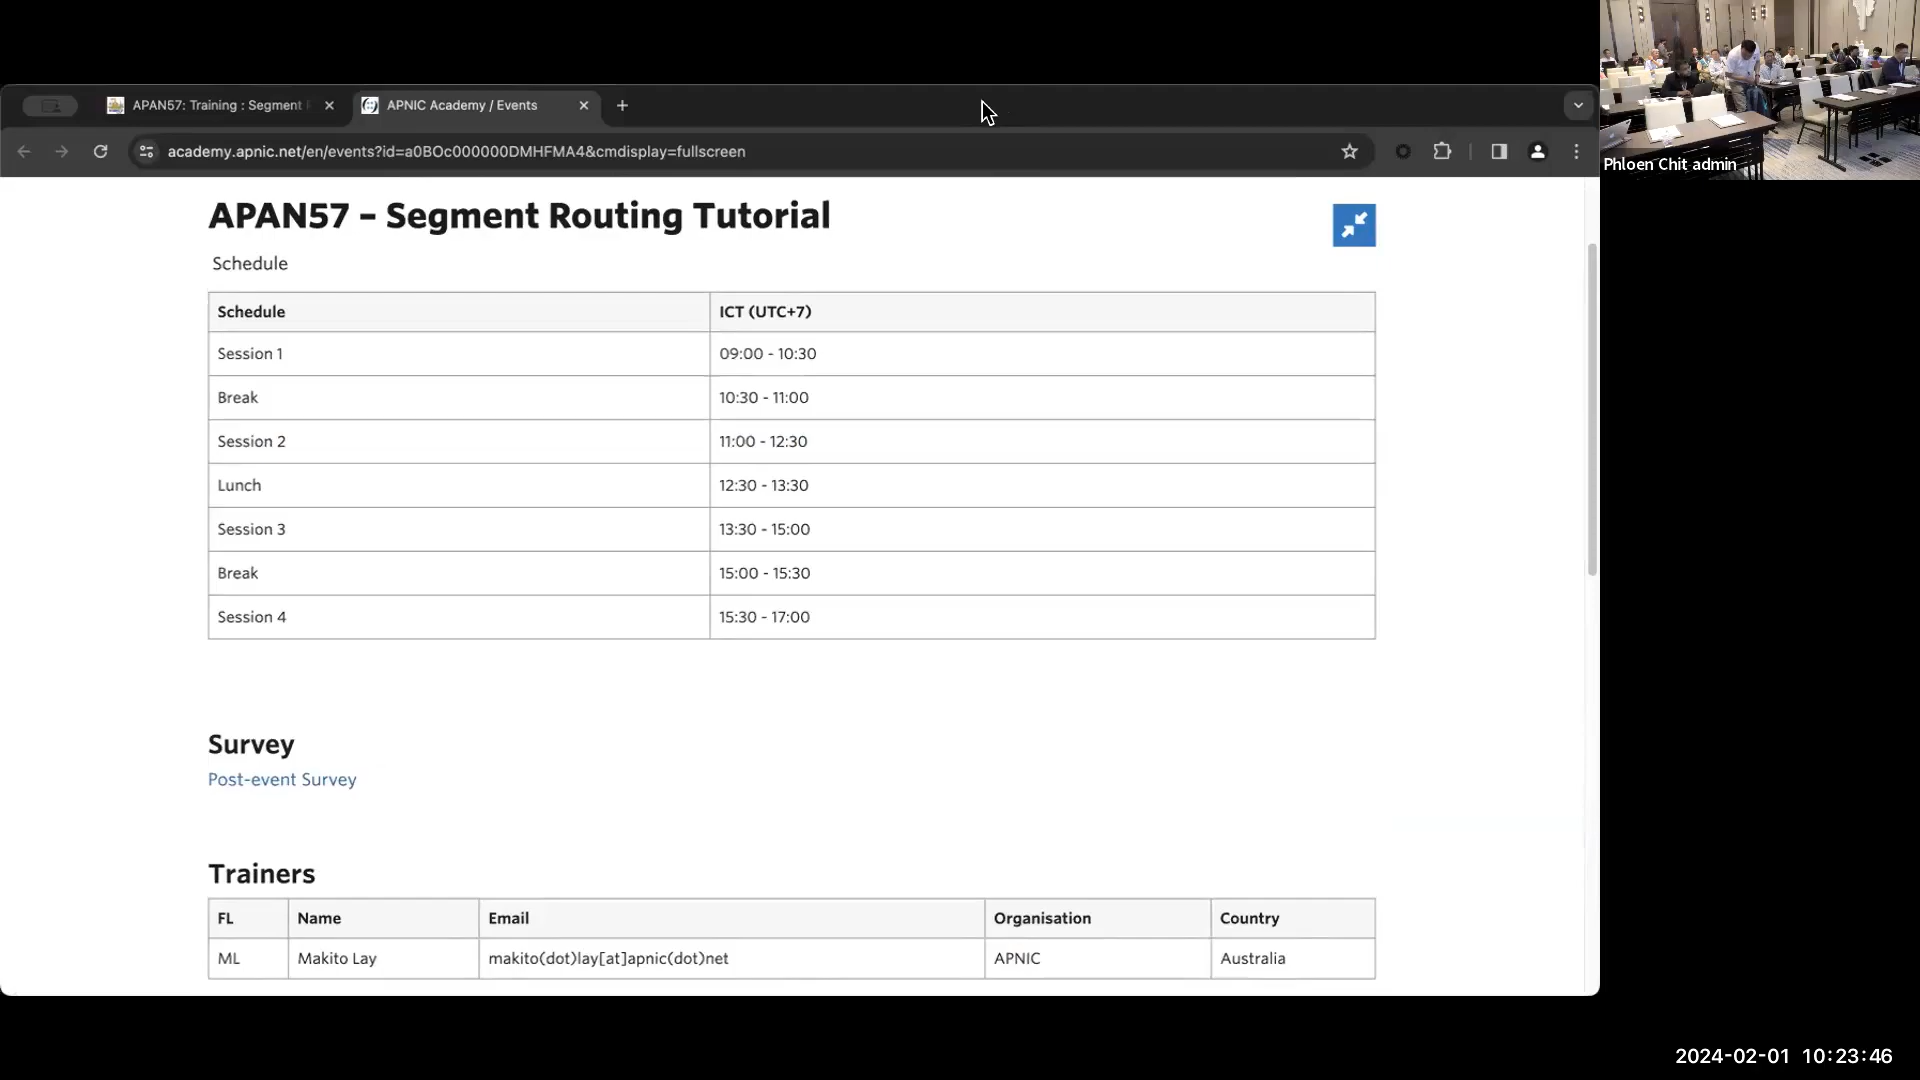 APAN57: Training : Segment
APNIC Academy / Events
academy.apnic.net/en/events?id=a0BOc000000DMHFMA4&cmdisplay=fullscreen
Phloen Chit admin
APAN57 – Segment Routing Tutorial
Schedule
Schedule ICT (UTC+7)
Session 1 09:00 - 10:30
Break 10:30 - 11:00
Session 2 11:00 - 12:30
Lunch 12:30 - 13:30
Session 3 13:30 - 15:00
Break 15:00 - 15:30
Session 4 15:30 - 17:00
Survey
Post-event Survey
Trainers
FL Name Email Organisation Country
ML Makito Lay makito(dot)lay[at]apnic(dot)net APNIC Australia
2024-02-01 10:23:46